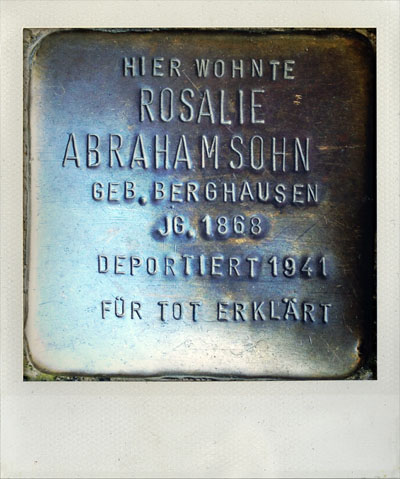 HIER WOHNTE
ROSALIE
ABRAHAMSOHN
GEB. BERGHAUSEN
JG. 1868
DEPORTIERT 1941
FÜR TOT ERKLÄRT